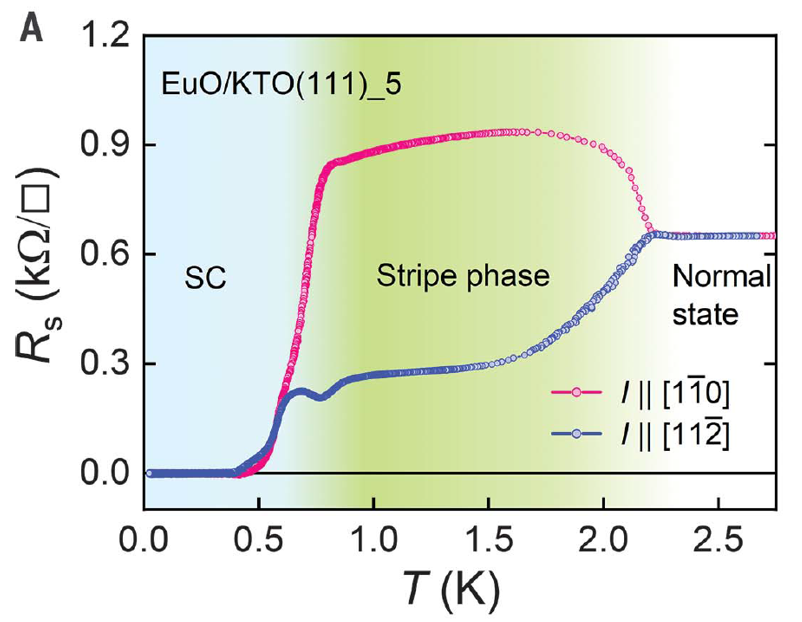 A
1.2
EuO/KTO(111)_5
0.9
0.6
0.3
0.0
Rs (kΩ/□)
SC
Stripe phase
Normal
state
I || [11̅0]
I || [112̅]
0.0 0.5 1.0 1.5 2.0 2.5
T (K)